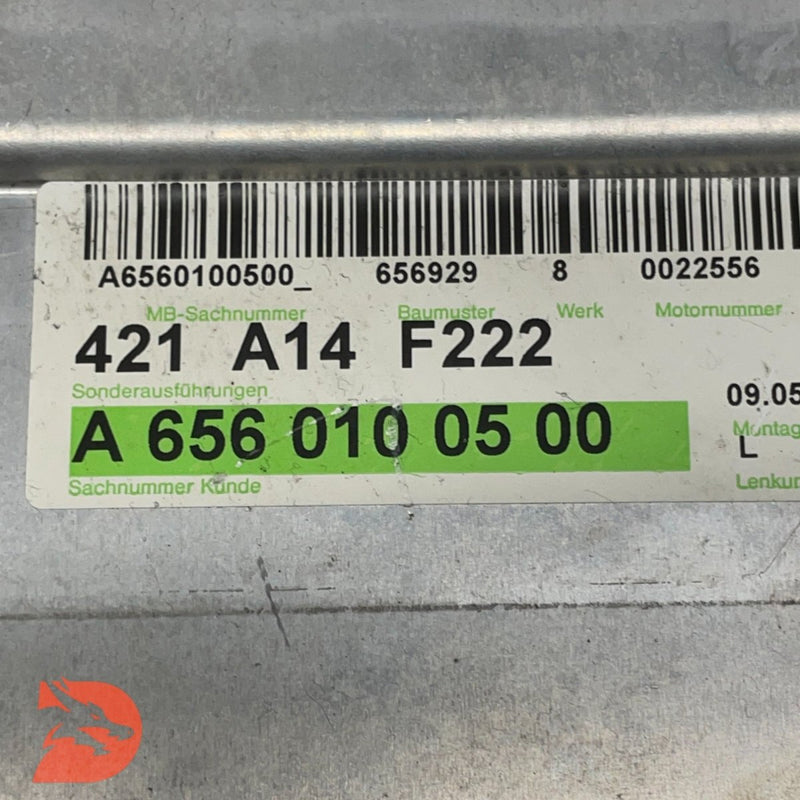 A6560100500_ 656929 8 0022556
MB-Sachnummer Baumuster Werk Motornummer
421 A14 F222
Sonderausführungen
09.05
A 656 010 05 00
Montag
L
Sachnummer Kunde
Lenkun